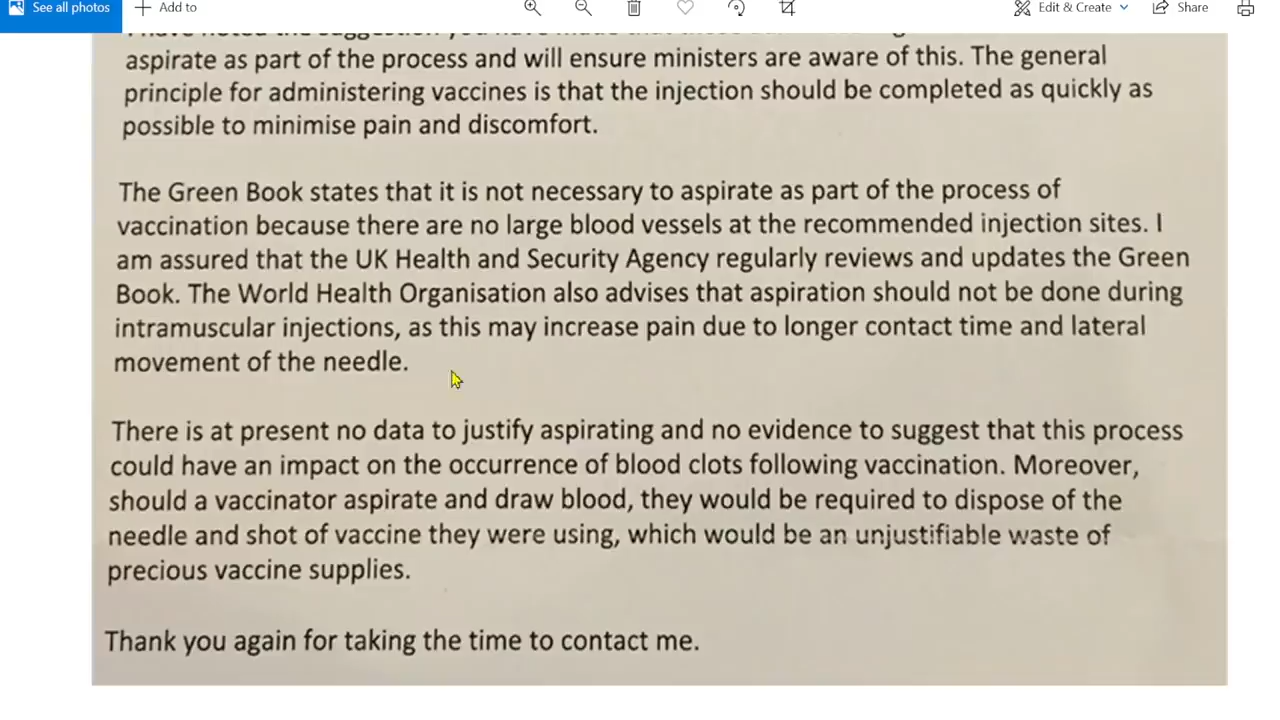 See all photos
Add to
Edit & Create
Share
aspirate as part of the process and will ensure ministers are aware of this. The general
principle for administering vaccines is that the injection should be completed as quickly as
possible to minimise pain and discomfort.
The Green Book states that it is not necessary to aspirate as part of the process of
vaccination because there are no large blood vessels at the recommended injection sites. I
am assured that the UK Health and Security Agency regularly reviews and updates the Green
Book. The World Health Organisation also advises that aspiration should not be done during
intramuscular injections, as this may increase pain due to longer contact time and lateral
movement of the needle.
There is at present no data to justify aspirating and no evidence to suggest that this process
could have an impact on the occurrence of blood clots following vaccination. Moreover,
should a vaccinator aspirate and draw blood, they would be required to dispose of the
needle and shot of vaccine they were using, which would be an unjustifiable waste of
precious vaccine supplies.
Thank you again for taking the time to contact me.